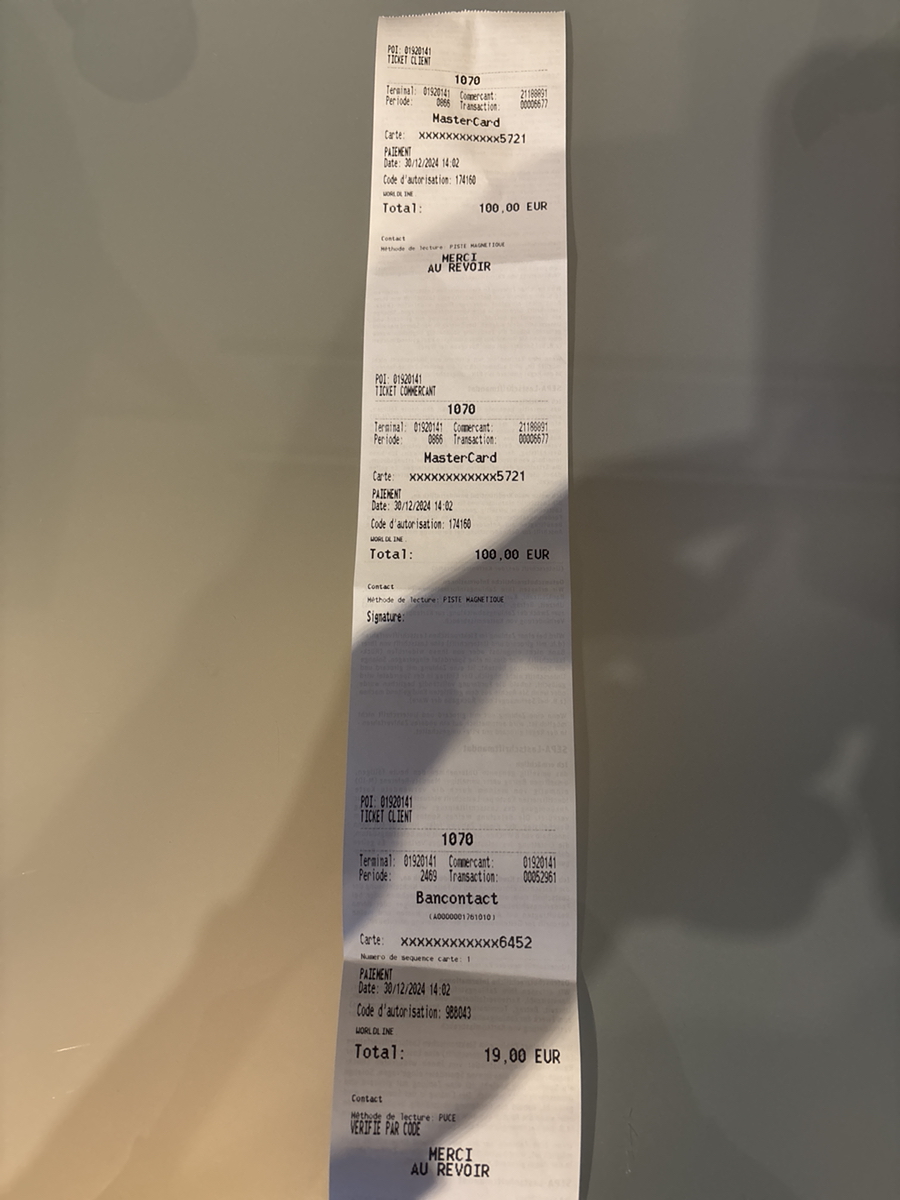 POI: 01920141
TICKET CLIENT
1070
Terminal: 01920141 Commercant: 21188891
Periode: 0866 Transaction: 00006677
MasterCard
Carte: xxxxxxxxxxxx5721
PAIEMENT
Date: 30/12/2024 14:02
Code d'autorisation: 174160
WORLDLINE
Total: 100,00 EUR
Contact
Méthode de lecture: PISTE MAGNETIQUE
MERCI
AU REVOIR
POI: 01920141
TICKET COMMERCANT
1070
Terminal: 01920141 Commercant: 21188891
Periode: 0866 Transaction: 00006677
MasterCard
Carte: xxxxxxxxxxxx5721
PAIEMENT
Date: 30/12/2024 14:02
Code d'autorisation: 174160
WORLDLINE
Total: 100,00 EUR
Contact
Méthode de lecture: PISTE MAGNETIQUE
Signature:
POI: 01920141
TICKET CLIENT
1070
Terminal: 01920141 Commercant: 01920141
Periode: 2469 Transaction: 00052961
Bancontact
(A0000001761010)
Carte: xxxxxxxxxxxx6452
Numero de sequence carte: 1
PAIEMENT
Date: 30/12/2024 14:02
Code d'autorisation: 988043
WORLDLINE
Total: 19,00 EUR
Contact
Méthode de lecture: PUCE
VERIFIE PAR CODE
MERCI
AU REVOIR